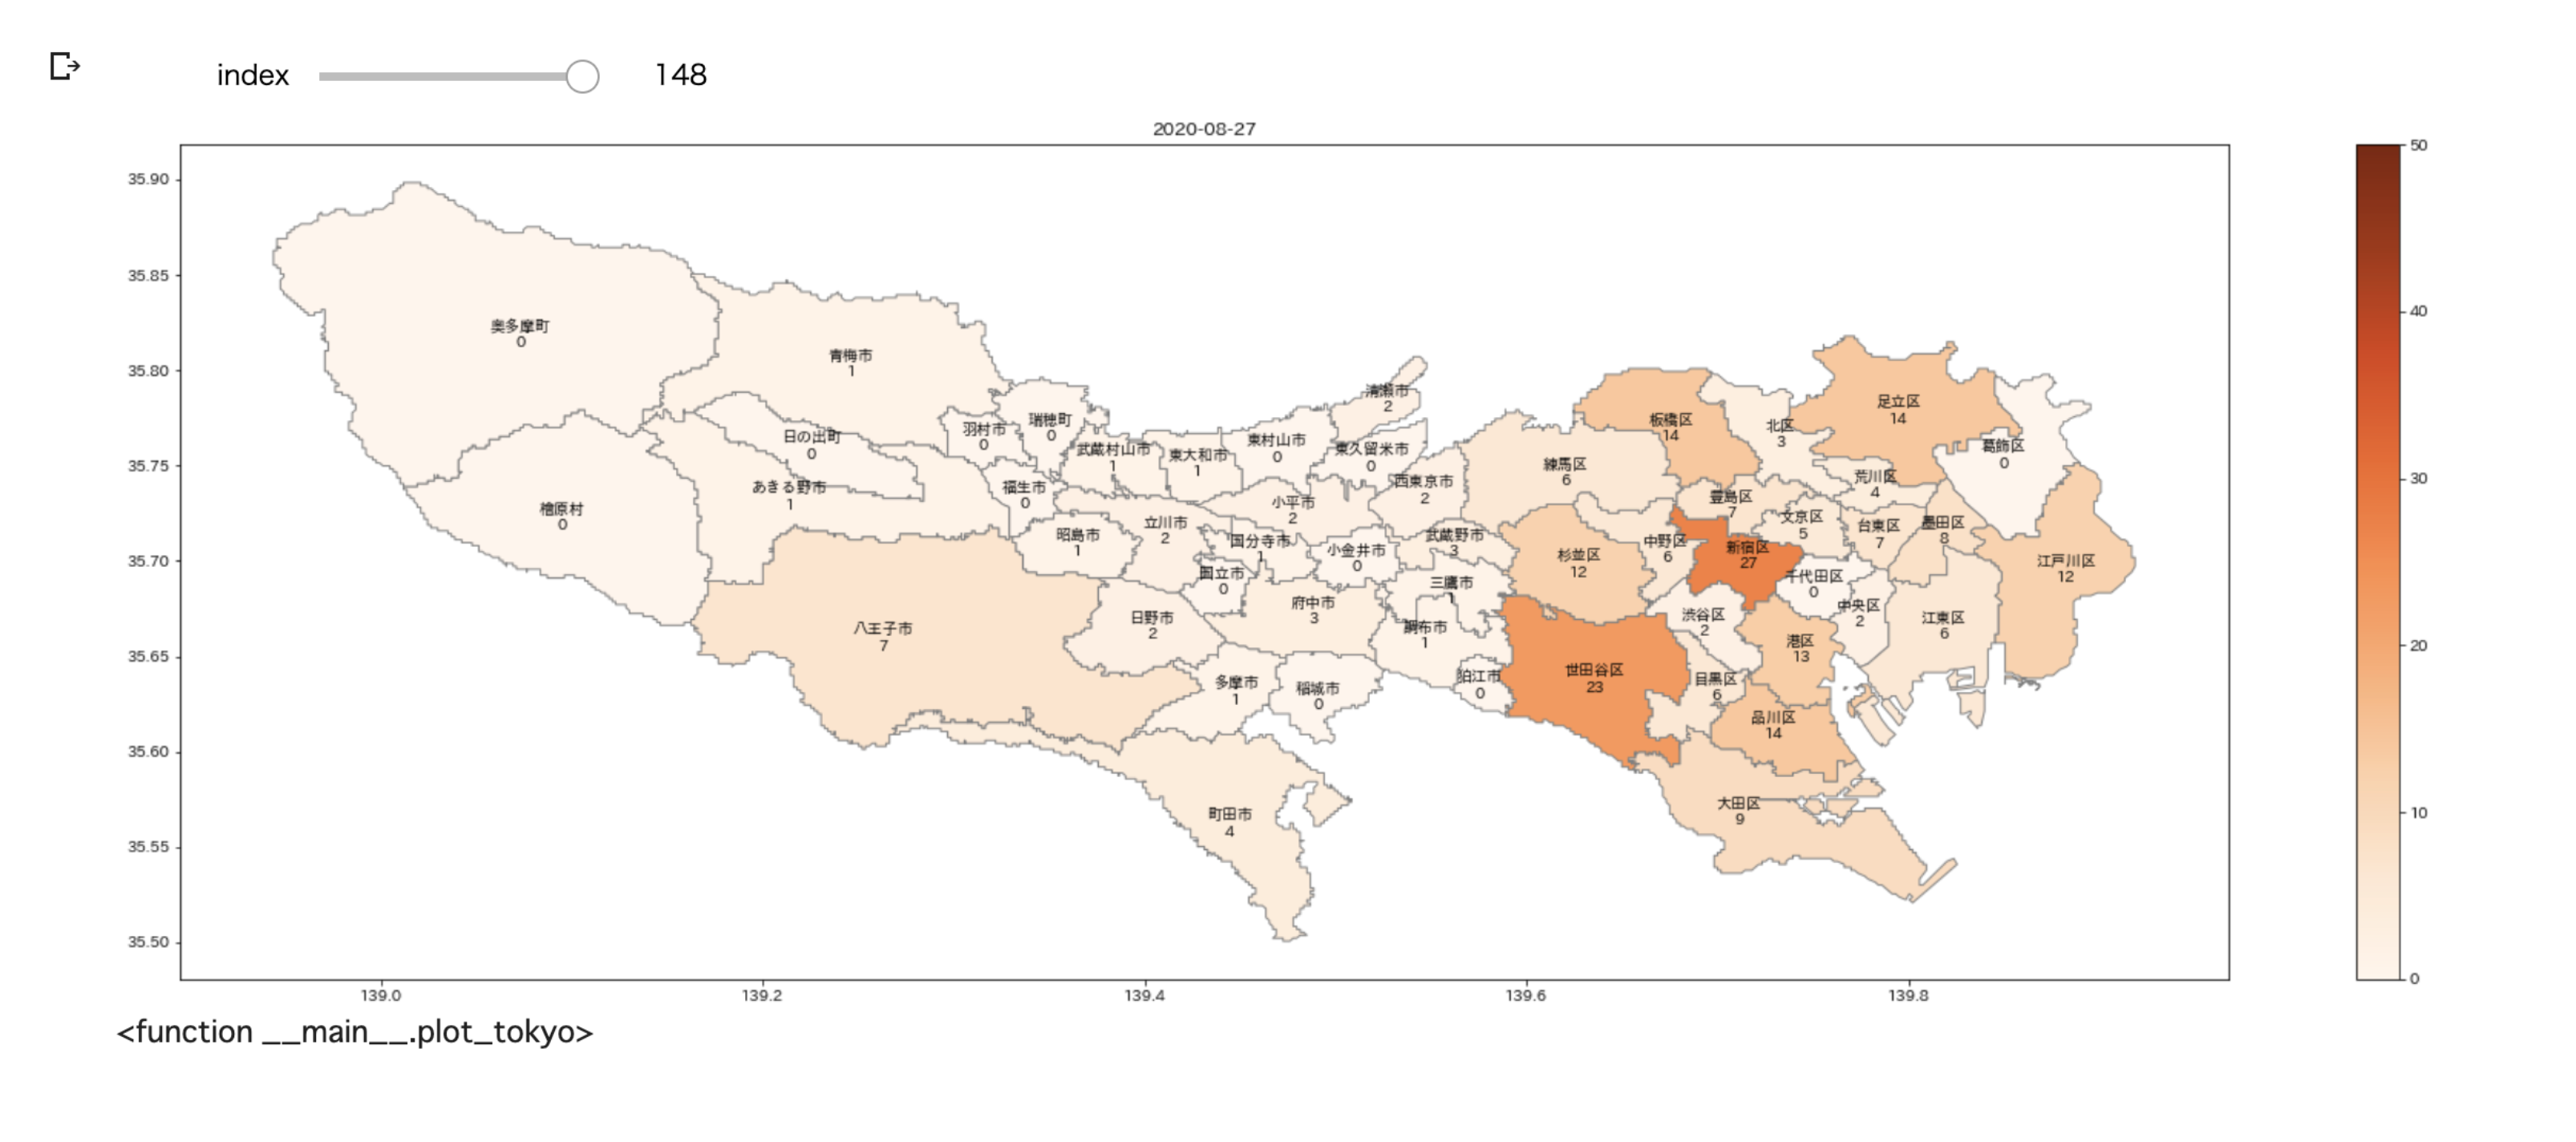 index 148
2020-08-27
35.90
35.85
35.80
35.75
35.70
35.65
35.60
35.55
35.50
139.0
139.2
139.4
139.6
139.8
50
40
30
20
10
0
奥多摩町
0
青梅市
1
日の出町
0
あきる野市
1
檜原村
0
羽村市
0
瑞穂町
0
福生市
0
武蔵村山市
1
東大和市
1
東村山市
0
清瀬市
2
東久留米市
0
西東京市
2
小平市
2
昭島市
1
立川市
2
国分寺市
1
国立市
0
小金井市
0
武蔵野市
3
三鷹市
1
府中市
3
調布市
1
日野市
2
八王子市
7
多摩市
1
稲城市
0
狛江市
0
町田市
4
練馬区
6
板橋区
14
北区
3
足立区
14
葛飾区
0
荒川区
4
豊島区
7
文京区
5
台東区
7
墨田区
8
江戸川区
12
杉並区
12
中野区
6
新宿区
27
千代田区
0
中央区
2
江東区
6
渋谷区
2
港区
13
世田谷区
23
目黒区
6
品川区
14
大田区
9
<function __main__.plot_tokyo>